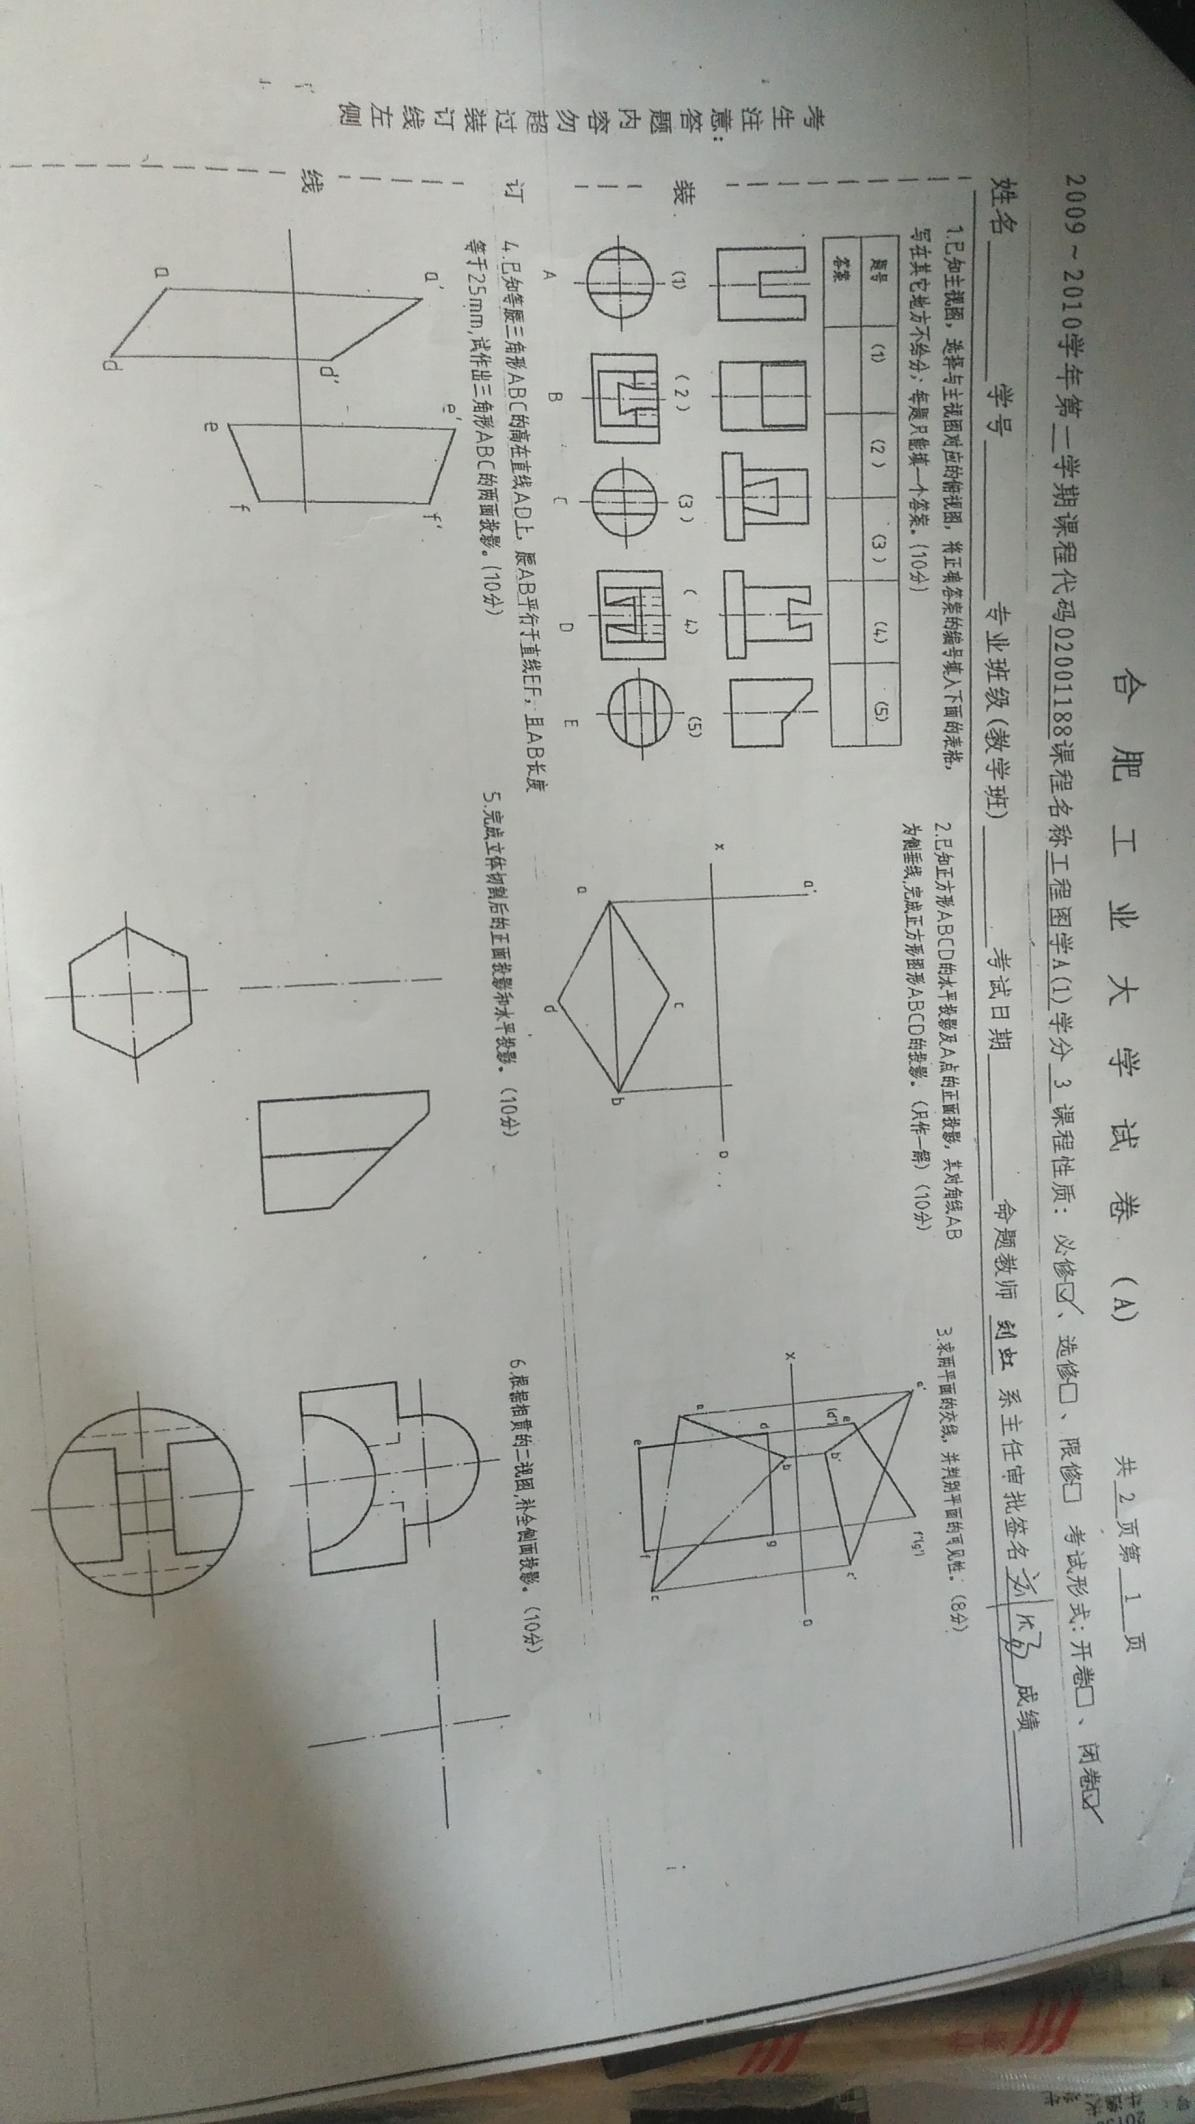 考生注意：答题内容勿超过装订线左侧
装 订 线
合肥工业大学试卷（A）
共 2 页第 1 页
2009～2010学年第一学期课程代码02001188课程名称工程图学A(1)学分 3 课程性质：必修☑、选修□、限修□ 考试形式：开卷□、闭卷☑
姓名 学号 专业班级(教学班) 考试日期 命题教师 刘虹 系主任审批签名 成绩
1.已知主视图，选择与主视图对应的俯视图，将正确答案的编号填入下面的表格，
写在其它地方不给分；每题只能填一个答案。(10分)
题号 (1) (2) (3) (4) (5)
答案
(1) (2) (3) (4) (5)
A B C D E
2.已知正方形ABCD的水平投影及A点的正面投影，其对角线AB
为侧垂线,完成正方形图形ABCD的投影。(只作一解)(10分)
a'
x
a c d b
3.求两平面的交线，并判别平面的可见性。(8分)
e' f'(g')
(d') b' c'
x o
a d b
e g f c
4.已知等腰三角形ABC的高在直线AD上，腰AB平行于直线EF，且AB长度
等于25mm,试作出三角形ABC的两面投影。(10分)
a' e' f'
d'
e f
a d
5.完成立体切割后的正面投影和水平投影。(10分)
6.根据相贯的二视图,补全侧面投影。(10分)